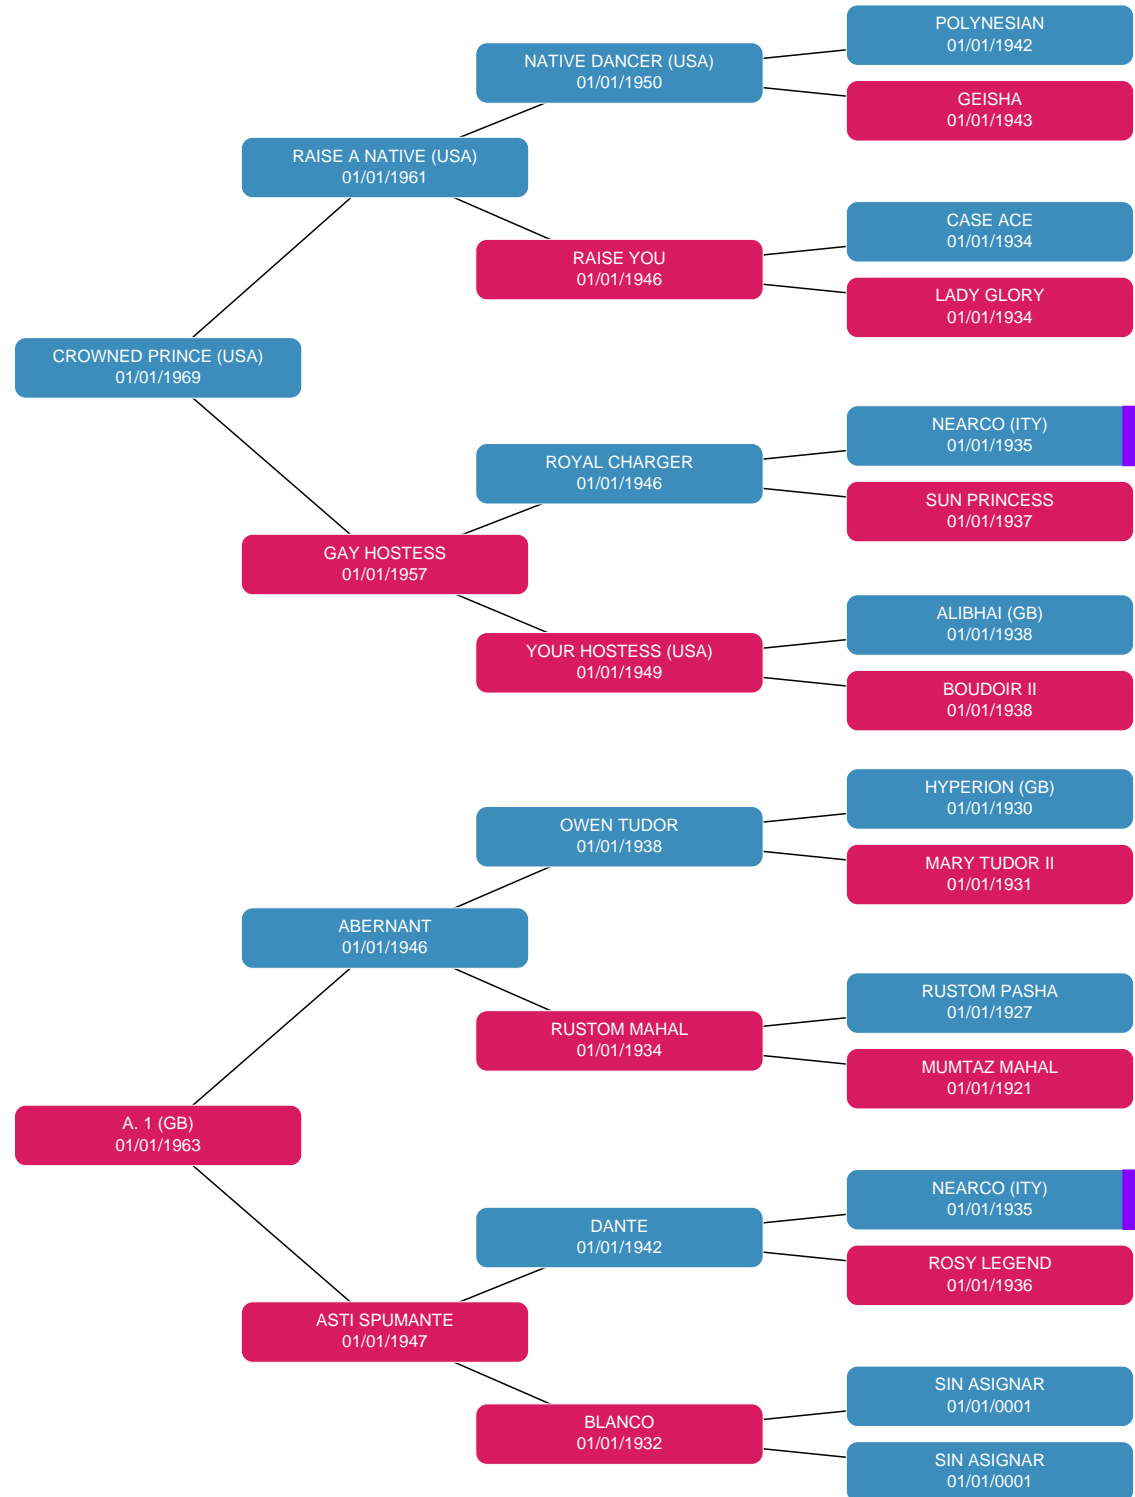 POLYNESIAN
01/01/1942
NATIVE DANCER (USA)
01/01/1950
GEISHA
01/01/1943
RAISE A NATIVE (USA)
01/01/1961
CASE ACE
01/01/1934
RAISE YOU
01/01/1946
LADY GLORY
01/01/1934
CROWNED PRINCE (USA)
01/01/1969
NEARCO (ITY)
01/01/1935
ROYAL CHARGER
01/01/1946
SUN PRINCESS
01/01/1937
GAY HOSTESS
01/01/1957
ALIBHAI (GB)
01/01/1938
YOUR HOSTESS (USA)
01/01/1949
BOUDOIR II
01/01/1938
HYPERION (GB)
01/01/1930
OWEN TUDOR
01/01/1938
MARY TUDOR II
01/01/1931
ABERNANT
01/01/1946
RUSTOM PASHA
01/01/1927
RUSTOM MAHAL
01/01/1934
MUMTAZ MAHAL
01/01/1921
A. 1 (GB)
01/01/1963
NEARCO (ITY)
01/01/1935
DANTE
01/01/1942
ROSY LEGEND
01/01/1936
ASTI SPUMANTE
01/01/1947
SIN ASIGNAR
01/01/0001
BLANCO
01/01/1932
SIN ASIGNAR
01/01/0001